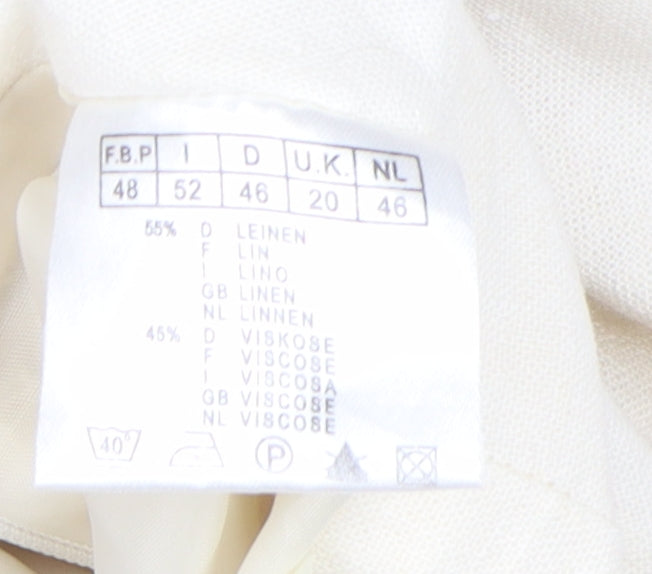 F.B.P I D U.K. NL
48 52 46 20 46
55% D LEINEN
F LIN
I LINO
GB LINEN
NL LINNEN
45% D VISKOSE
F VISCOSE
I VISCOSA
GB VISCOSE
NL VISCOSE
40° P